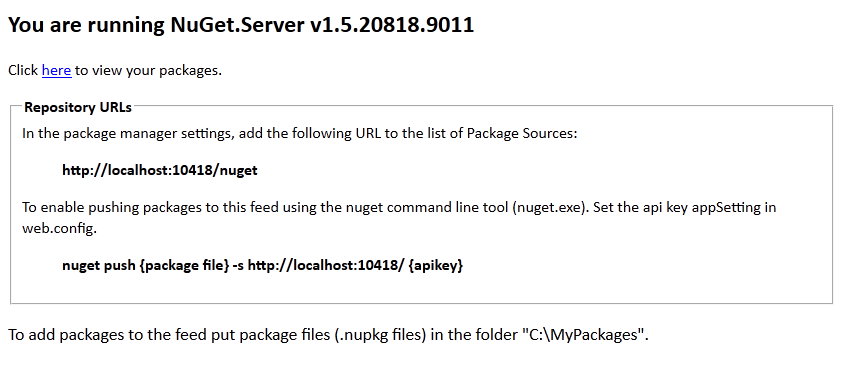 You are running NuGet.Server v1.5.20818.9011
Click here to view your packages.
Repository URLs
In the package manager settings, add the following URL to the list of Package Sources:
http://localhost:10418/nuget
To enable pushing packages to this feed using the nuget command line tool (nuget.exe). Set the api key appSetting in
web.config.
nuget push {package file} -s http://localhost:10418/ {apikey}
To add packages to the feed put package files (.nupkg files) in the folder "C:\MyPackages".